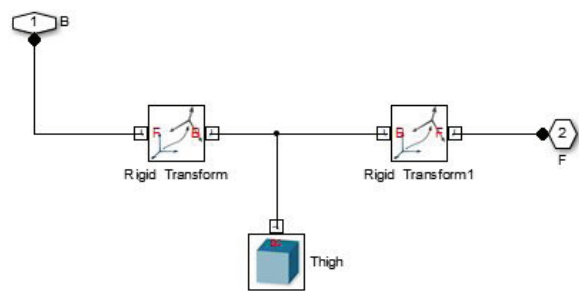 1 B
F B
B F
2
Rigid Transform
Rigid Transform1
F
Thigh